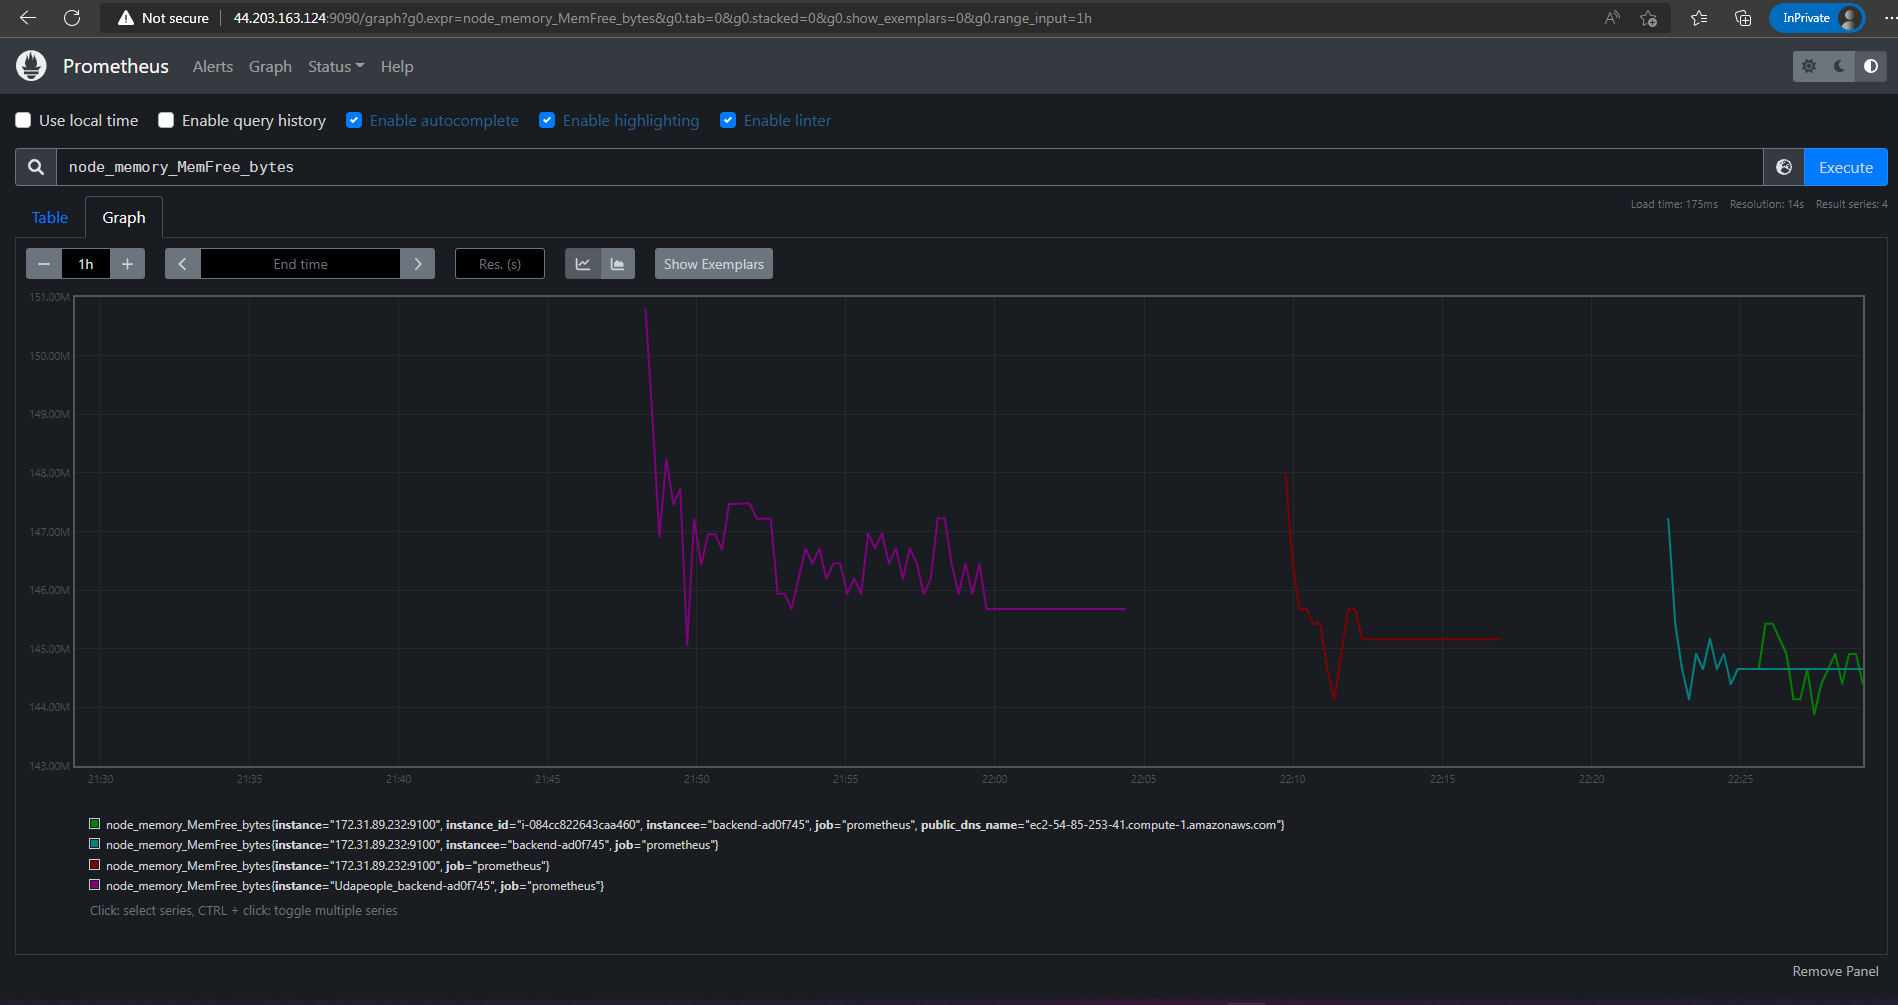 Not secure | 44.203.163.124:9090/graph?g0.expr=node_memory_MemFree_bytes&g0.tab=0&g0.stacked=0&g0.show_exemplars=0&g0.range_input=1h InPrivate
Prometheus Alerts Graph Status Help
Use local time Enable query history Enable autocomplete Enable highlighting Enable linter
node_memory_MemFree_bytes Execute
Load time: 175ms Resolution: 14s Result series: 4
Table Graph
1h End time Res. (s) Show Exemplars
151.00M
150.00M
149.00M
148.00M
147.00M
146.00M
145.00M
144.00M
143.00M
21:30 21:35 21:40 21:45 21:50 21:55 22:00 22:05 22:10 22:15 22:20 22:25
node_memory_MemFree_bytes{instance="172.31.89.232:9100", instance_id="i-084cc822643caa460", instancee="backend-ad0f745", job="prometheus", public_dns_name="ec2-54-85-253-41.compute-1.amazonaws.com"}
node_memory_MemFree_bytes{instance="172.31.89.232:9100", instancee="backend-ad0f745", job="prometheus"}
node_memory_MemFree_bytes{instance="172.31.89.232:9100", job="prometheus"}
node_memory_MemFree_bytes{instance="Udapeople_backend-ad0f745", job="prometheus"}
Click: select series, CTRL + click: toggle multiple series
Remove Panel